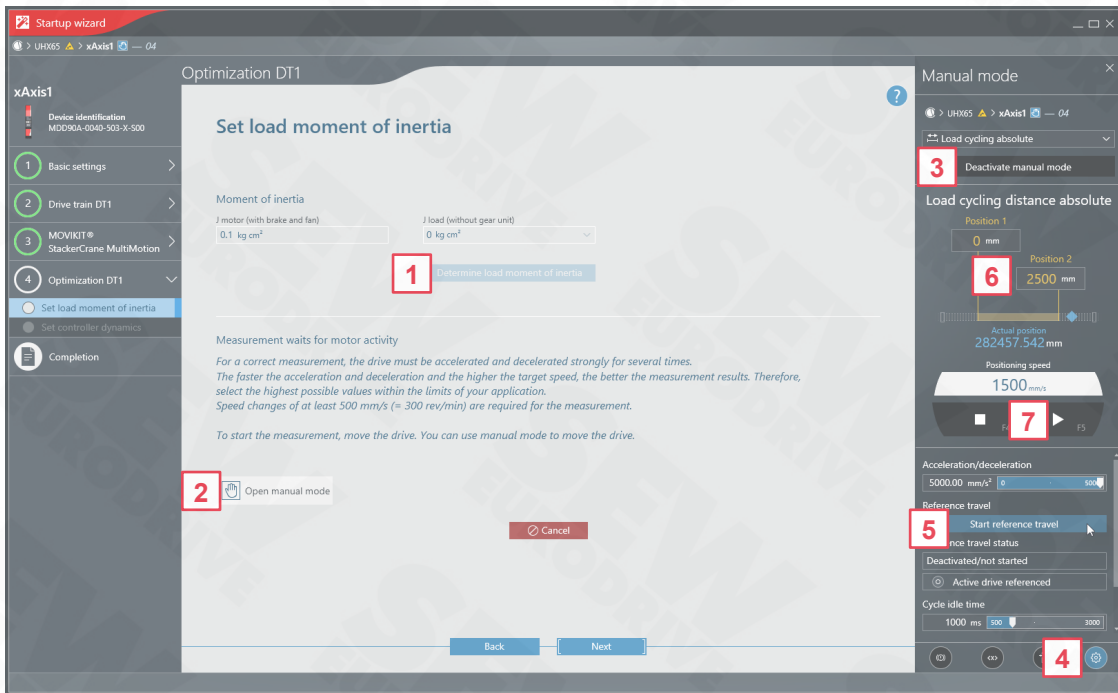 Startup wizard
> UHX65 > xAxis1 — 04
xAxis1
Device identification
MDD90A-0040-503-X-S00
1 Basic settings
2 Drive train DT1
3 MOVIKIT®
StackerCrane MultiMotion
4 Optimization DT1
Set load moment of inertia
Set controller dynamics
Completion
Optimization DT1
?
Set load moment of inertia
Moment of inertia
J motor (with brake and fan)
0.1 kg cm²
J load (without gear unit)
0 kg cm²
1
Determine load moment of inertia
Measurement waits for motor activity
For a correct measurement, the drive must be accelerated and decelerated strongly for several times.
The faster the acceleration and deceleration and the higher the target speed, the better the measurement results. Therefore,
select the highest possible values within the limits of your application.
Speed changes of at least 500 mm/s (= 300 rev/min) are required for the measurement.
To start the measurement, move the drive. You can use manual mode to move the drive.
2
Open manual mode
Cancel
Back
Next
Manual mode
> UHX65 > xAxis1 — 04
Load cycling absolute
3
Deactivate manual mode
Load cycling distance absolute
Position 1
0 mm
6
Position 2
2500 mm
Actual position
282457.542 mm
Positioning speed
1500 mm/s
7
F5
Acceleration/deceleration
5000.00 mm/s² 0
Reference travel
5
Start reference travel
nce travel status
Deactivated/not started
Active drive referenced
Cycle idle time
1000 ms 500 3000
4